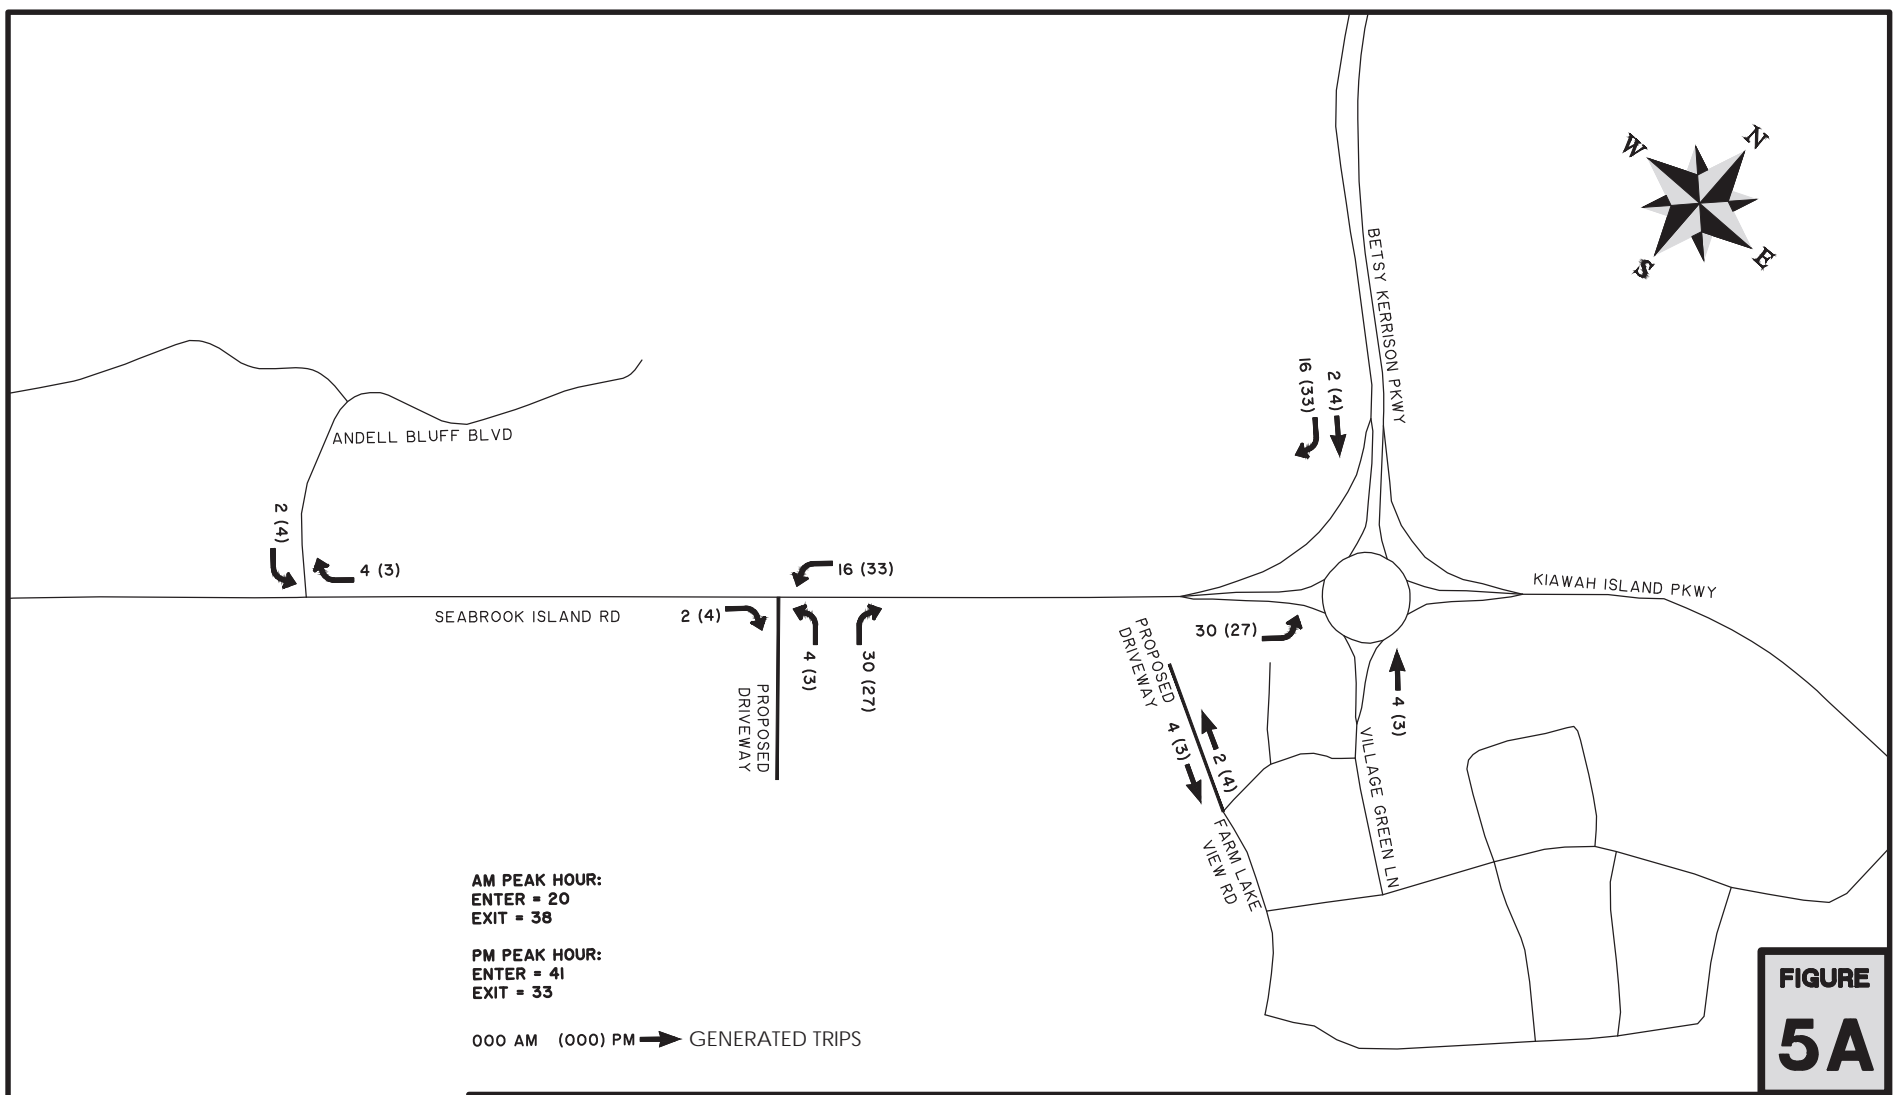 W
N
S
E
BETSY KERRISON PKWY
16 (33)
2 (4)
ANDELL BLUFF BLVD
2 (4)
4 (3)
16 (33)
SEABROOK ISLAND RD
2 (4)
4 (3)
30 (27)
PROPOSED
DRIVEWAY
KIAWAH ISLAND PKWY
30 (27)
PROPOSED
DRIVEWAY
4 (3)
2 (4)
4 (3)
VILLAGE GREEN LN
FARM LAKE
VIEW RD
AM PEAK HOUR:
ENTER = 20
EXIT = 38
PM PEAK HOUR:
ENTER = 41
EXIT = 33
000 AM (000) PM GENERATED TRIPS
FIGURE
5A